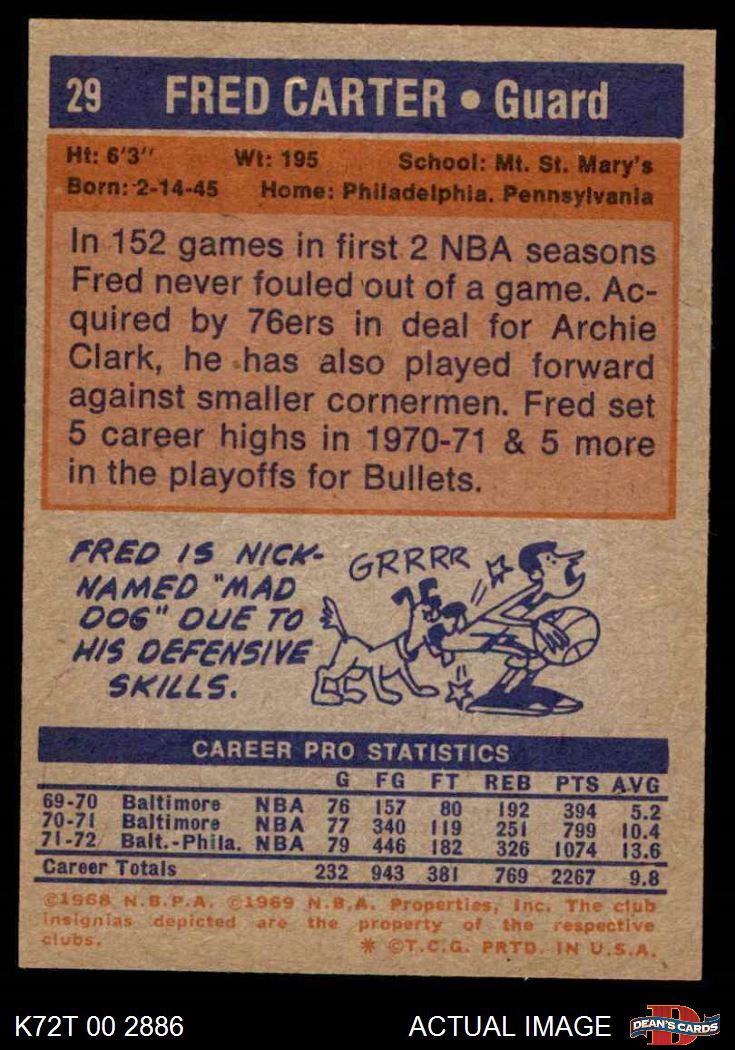 29 FRED CARTER • Guard
Ht: 6'3" Wt: 195 School: Mt. St. Mary's
Born: 2-14-45 Home: Philadelphia, Pennsylvania
In 152 games in first 2 NBA seasons
Fred never fouled out of a game. Ac-
quired by 76ers in deal for Archie
Clark, he has also played forward
against smaller cornermen. Fred set
5 career highs in 1970-71 & 5 more
in the playoffs for Bullets.
FRED IS NICK-
NAMED "MAD
DOG" DUE TO
HIS DEFENSIVE
SKILLS.
GRRRR
CAREER PRO STATISTICS
G FG FT REB PTS AVG
69-70 Baltimore NBA 76 157 80 192 394 5.2
70-71 Baltimore NBA 77 340 119 251 799 10.4
71-72 Balt.-Phila. NBA 79 446 182 326 1074 13.6
Career Totals 232 943 381 769 2267 9.8
©1968 N.B.P.A. ©1969 N.B.A. Properties, Inc. The club
insignias depicted are the property of the respective
clubs. * ©T.C.G. PRTD. IN U.S.A.
K72T 00 2886 ACTUAL IMAGE D DEAN'S CARDS